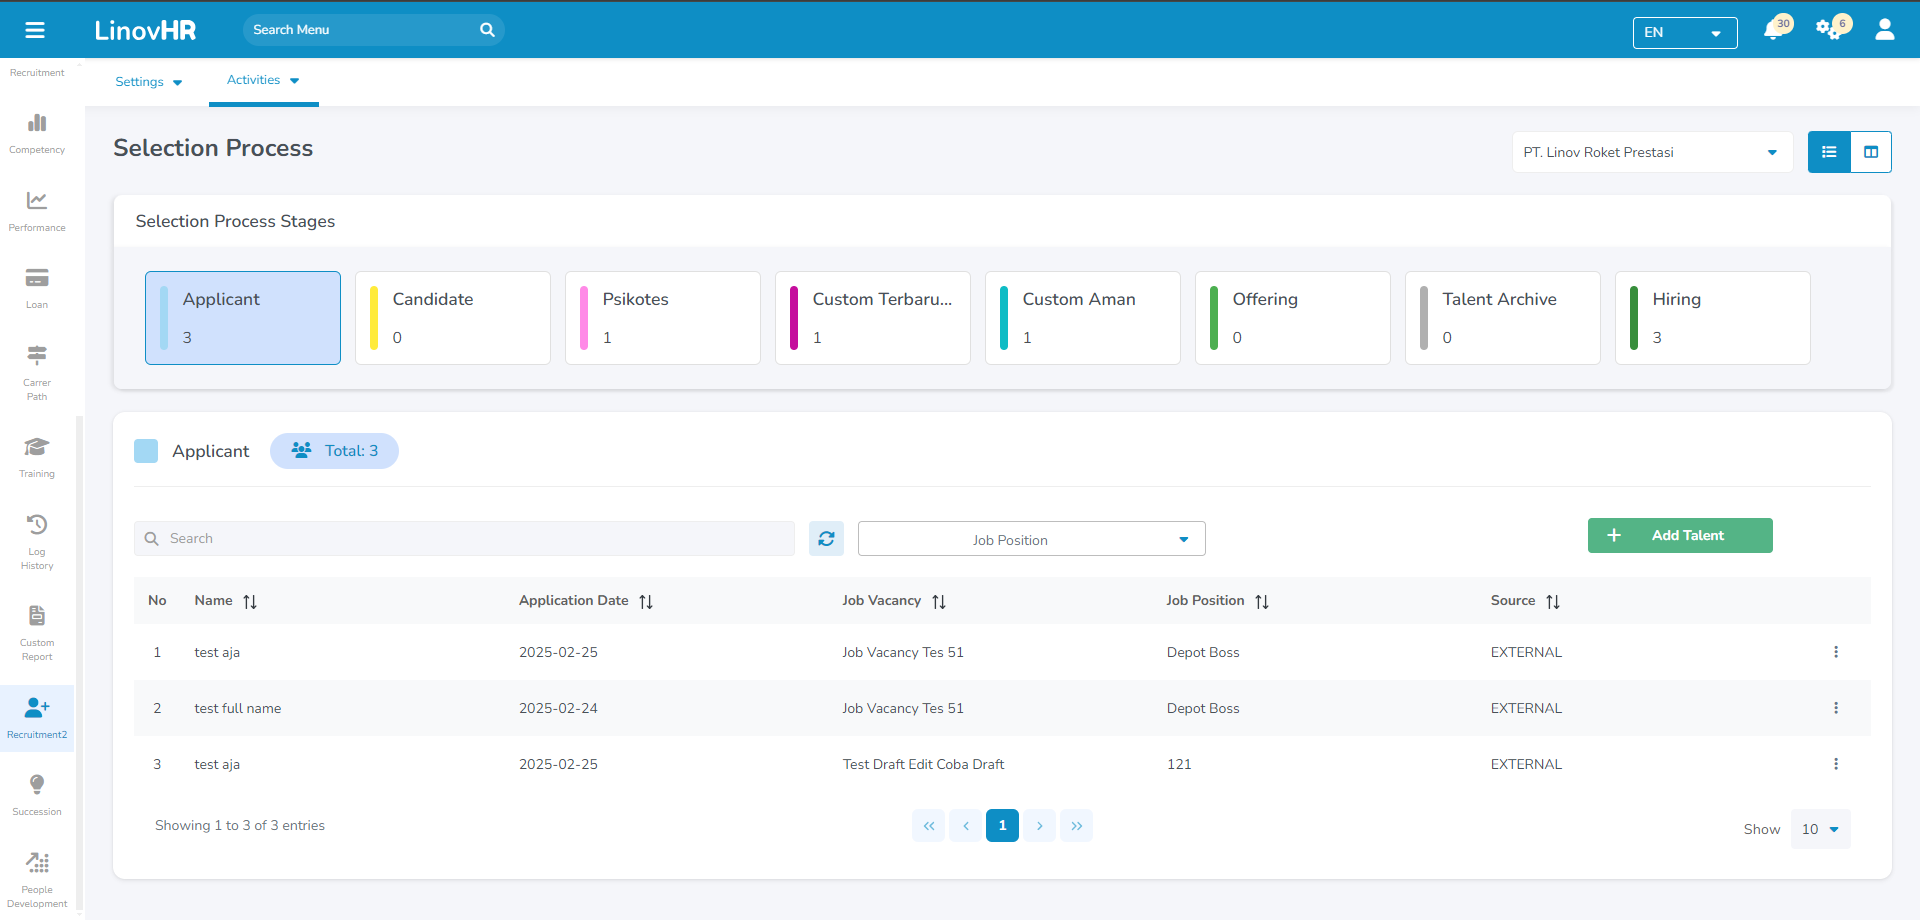 LinovHR
Search Menu
EN
30
6
Recruitment
Competency
Performance
Loan
Carrer
Path
Training
Log
History
Custom
Report
Recruitment2
Succession
People
Development
Settings
Activities
Selection Process
PT. Linov Roket Prestasi
Selection Process Stages
Applicant
3
Candidate
0
Psikotes
1
Custom Terbaru...
1
Custom Aman
1
Offering
0
Talent Archive
0
Hiring
3
Applicant
Total: 3
Search
Job Position
+ Add Talent
No Name Application Date Job Vacancy Job Position Source
1 test aja 2025-02-25 Job Vacancy Tes 51 Depot Boss EXTERNAL
2 test full name 2025-02-24 Job Vacancy Tes 51 Depot Boss EXTERNAL
3 test aja 2025-02-25 Test Draft Edit Coba Draft 121 EXTERNAL
Showing 1 to 3 of 3 entries
« ‹ 1 › »
Show 10